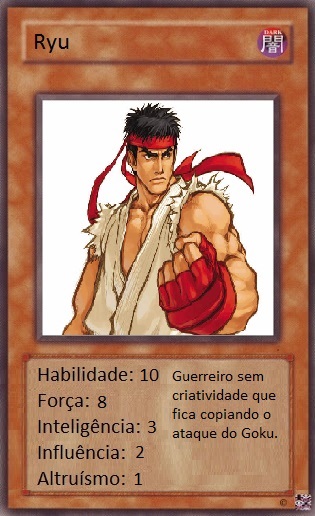 Ryu
DARK
闇
Habilidade: 10
Força: 8
Inteligência: 3
Influência: 2
Altruísmo: 1
Guerreiro sem
criatividade que
fica copiando o
ataque do Goku.
©